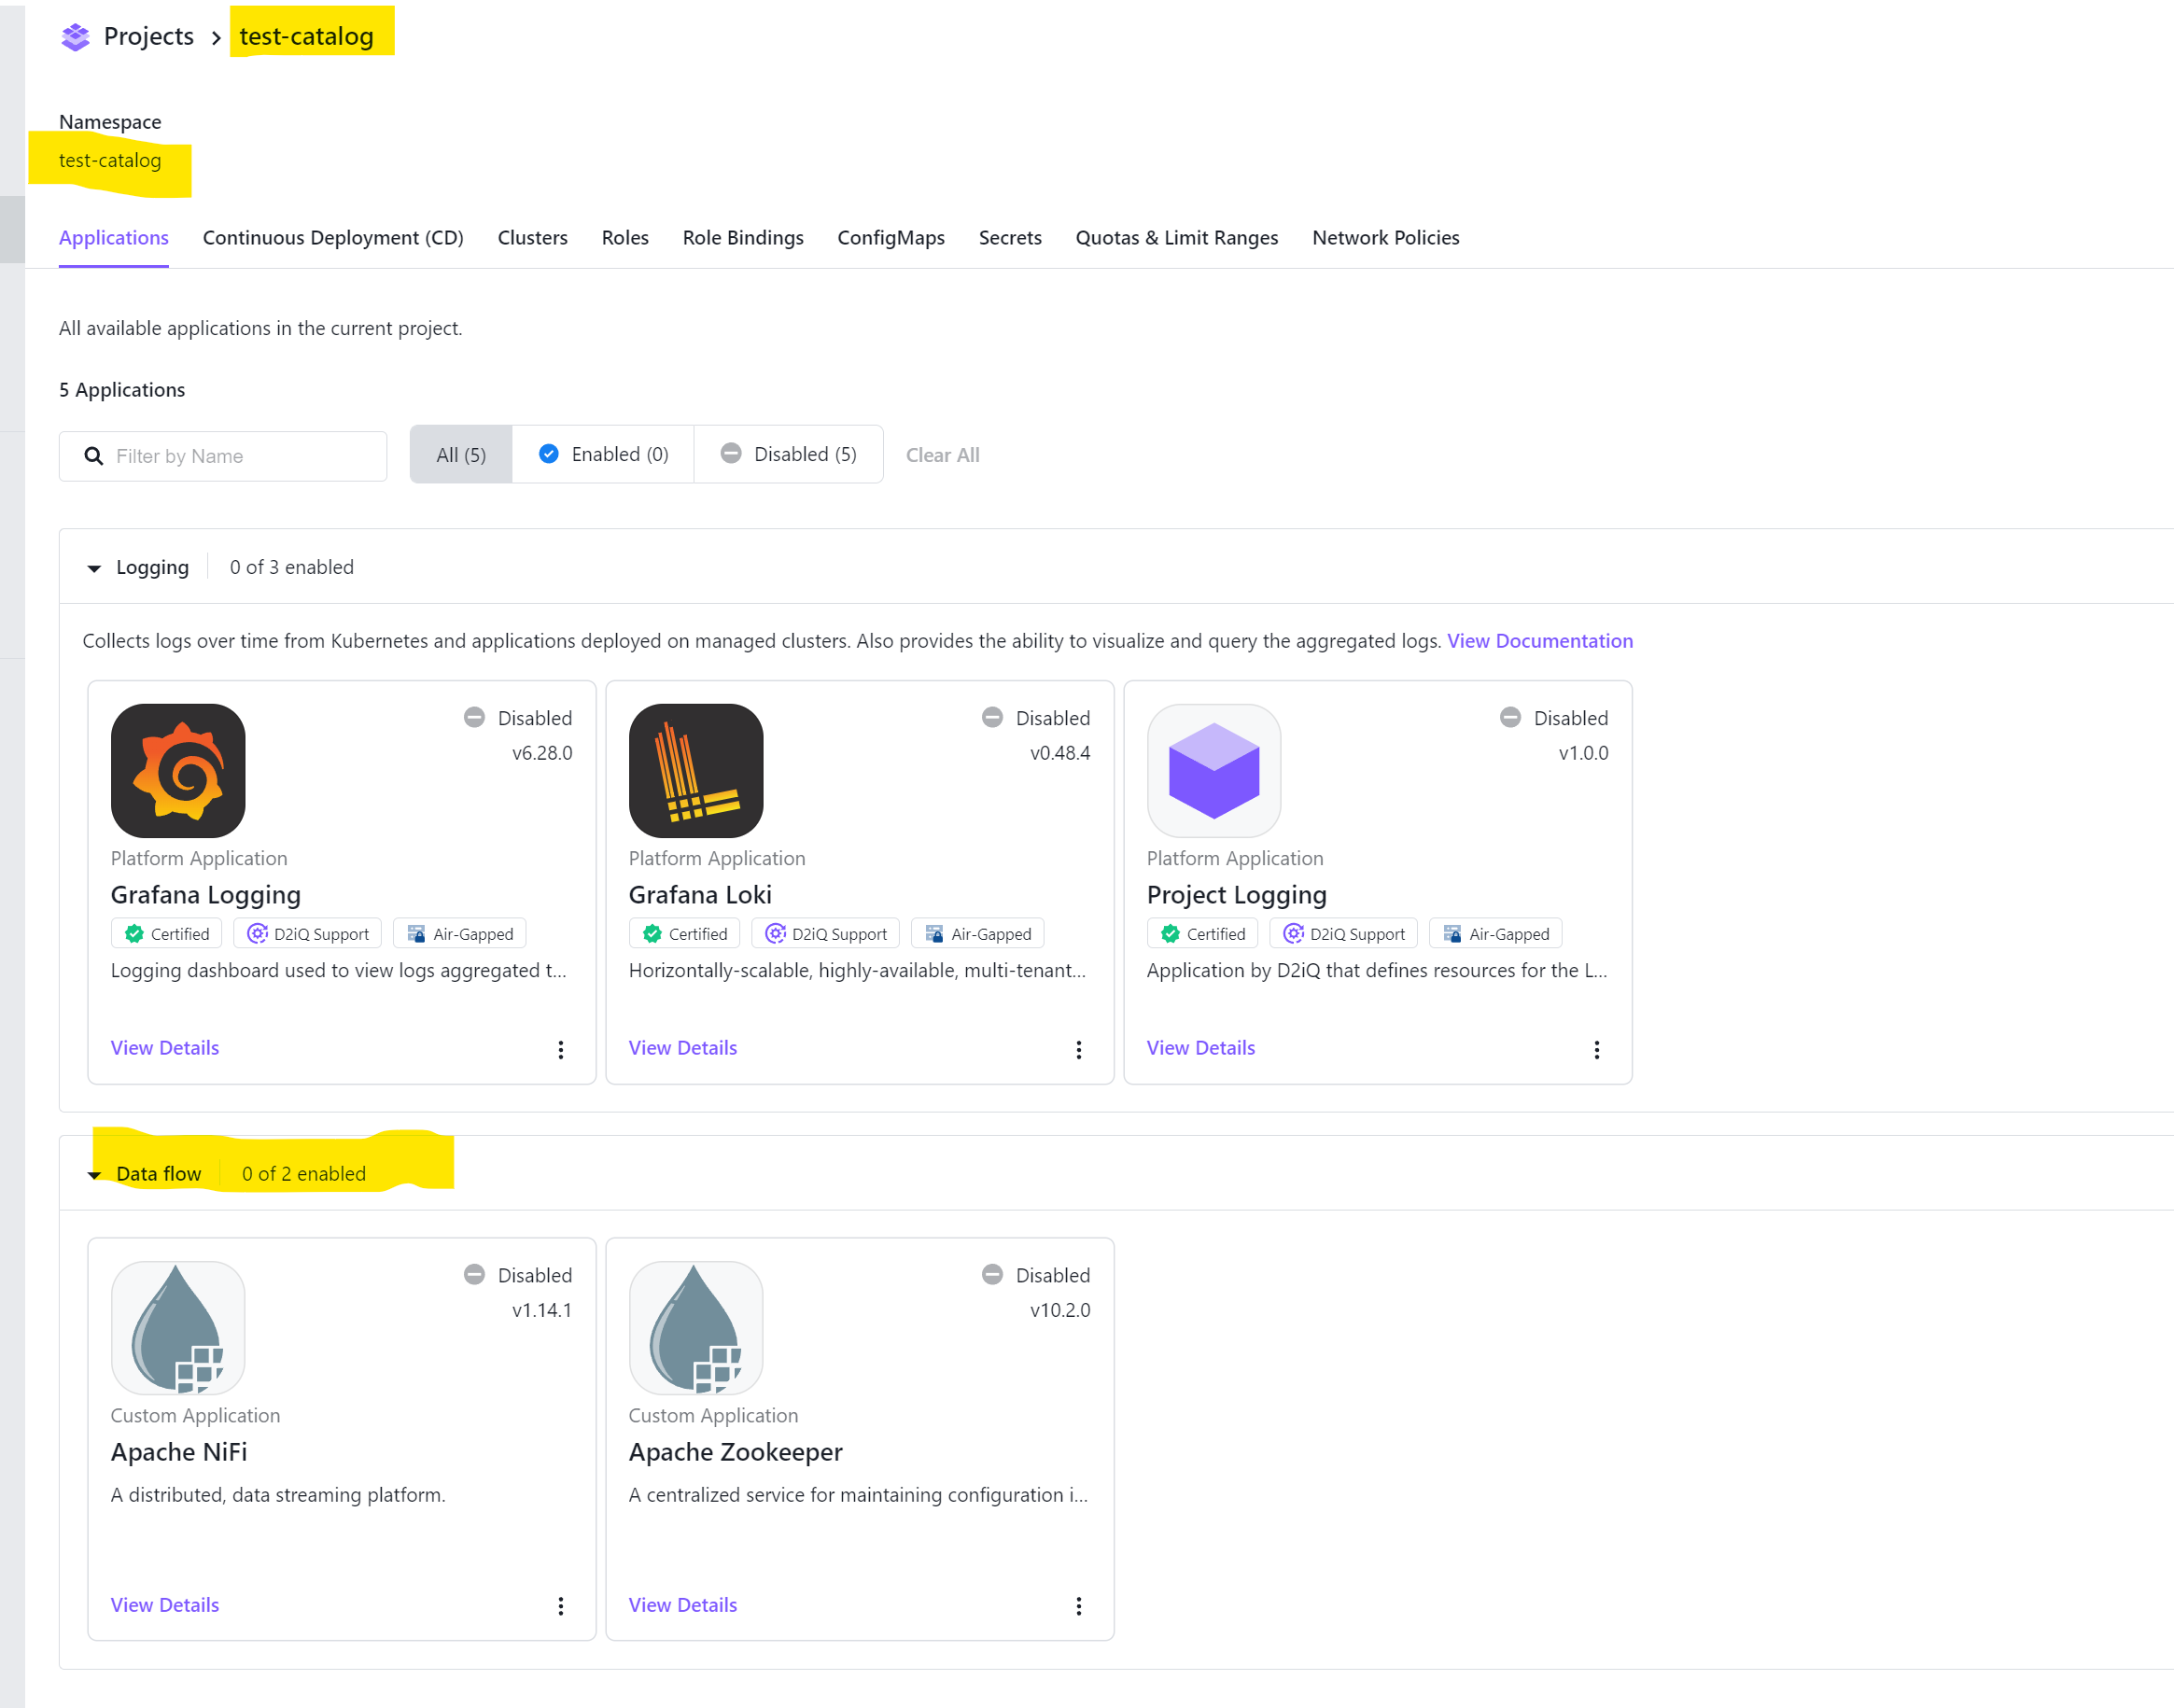 Projects > test-catalog
Namespace
test-catalog
Applications Continuous Deployment (CD) Clusters Roles Role Bindings ConfigMaps Secrets Quotas & Limit Ranges Network Policies
All available applications in the current project.
5 Applications
Filter by Name All (5) Enabled (0) Disabled (5) Clear All
Logging 0 of 3 enabled
Collects logs over time from Kubernetes and applications deployed on managed clusters. Also provides the ability to visualize and query the aggregated logs. View Documentation
Disabled
v6.28.0
Platform Application
Grafana Logging
Certified D2iQ Support Air-Gapped
Logging dashboard used to view logs aggregated t...
View Details
Disabled
v0.48.4
Platform Application
Grafana Loki
Certified D2iQ Support Air-Gapped
Horizontally-scalable, highly-available, multi-tenant...
View Details
Disabled
v1.0.0
Platform Application
Project Logging
Certified D2iQ Support Air-Gapped
Application by D2iQ that defines resources for the L...
View Details
Data flow 0 of 2 enabled
Disabled
v1.14.1
Custom Application
Apache NiFi
A distributed, data streaming platform.
View Details
Disabled
v10.2.0
Custom Application
Apache Zookeeper
A centralized service for maintaining configuration i...
View Details